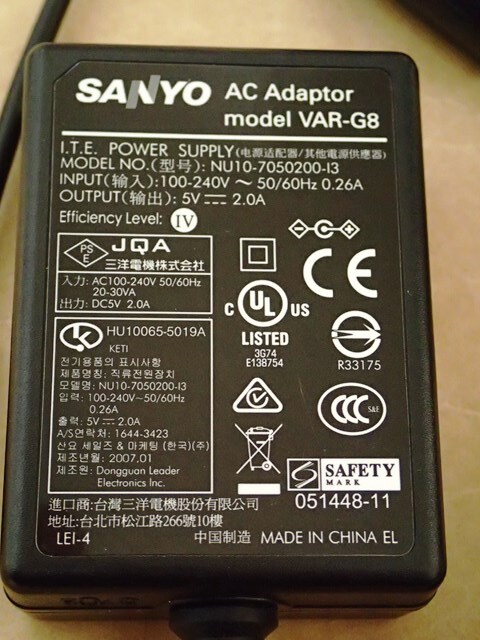 SANYO AC Adaptor
model VAR-G8
I.T.E. POWER SUPPLY(电源适配器/其他電源供應器)
MODEL NO.(型号): NU10-7050200-I3
INPUT(输入):100-240V ~ 50/60Hz 0.26A
OUTPUT(输出): 5V ⎓ 2.0A
Efficiency Level: IV
PS
E
JQA
三洋電機株式会社
入力: AC100-240V 50/60Hz
20-30VA
出力: DC5V 2.0A
HU10065-5019A
KETI
전기용품의 표시사항
제품명칭: 직류전원장치
모델명: NU10-7050200-I3
입력: 100-240V~50/60Hz
0.26A
출력: 5V ⎓ 2.0A
A/S연락처: 1644-3423
산요 세일즈 & 마케팅 (한국)(주)
제조년월: 2007.01
제조원: Dongguan Leader
Electronics Inc.
CE
C UL US
LISTED
3G74
E138754
R33175
CCC S&E
S SAFETY
MARK
051448-11
進口商:台灣三洋電機股份有限公司
地址:台北市松江路266號10樓
LEI-4
中国制造 MADE IN CHINA EL